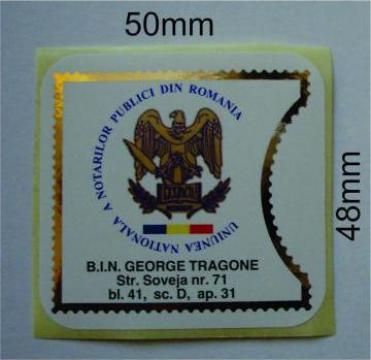 50mm
48mm
UNIUNEA NATIONALA A NOTARILOR PUBLICI DIN ROMANIA
B.I.N. GEORGE TRAGONE
Str. Soveja nr. 71
bl. 41, sc. D, ap. 31